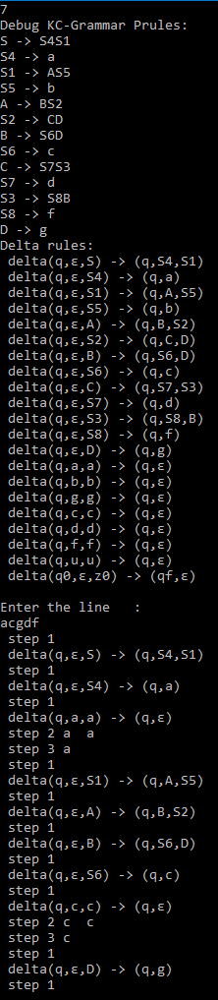 7
Debug KC-Grammar Prules:
S -> S4S1
S4 -> a
S1 -> AS5
S5 -> b
A -> BS2
S2 -> CD
B -> S6D
S6 -> c
C -> S7S3
S7 -> d
S3 -> S8B
S8 -> f
D -> g
Delta rules:
delta(q,ε,S) -> (q,S4,S1)
delta(q,ε,S4) -> (q,a)
delta(q,ε,S1) -> (q,A,S5)
delta(q,ε,S5) -> (q,b)
delta(q,ε,A) -> (q,B,S2)
delta(q,ε,S2) -> (q,C,D)
delta(q,ε,B) -> (q,S6,D)
delta(q,ε,S6) -> (q,c)
delta(q,ε,C) -> (q,S7,S3)
delta(q,ε,S7) -> (q,d)
delta(q,ε,S3) -> (q,S8,B)
delta(q,ε,S8) -> (q,f)
delta(q,ε,D) -> (q,g)
delta(q,a,a) -> (q,ε)
delta(q,b,b) -> (q,ε)
delta(q,g,g) -> (q,ε)
delta(q,c,c) -> (q,ε)
delta(q,d,d) -> (q,ε)
delta(q,f,f) -> (q,ε)
delta(q,u,u) -> (q,ε)
delta(q0,ε,z0) -> (qf,ε)
Enter the line   :
acgdf
step 1
delta(q,ε,S) -> (q,S4,S1)
step 1
delta(q,ε,S4) -> (q,a)
step 1
delta(q,a,a) -> (q,ε)
step 2 a  a
step 3 a
step 1
delta(q,ε,S1) -> (q,A,S5)
step 1
delta(q,ε,A) -> (q,B,S2)
step 1
delta(q,ε,B) -> (q,S6,D)
step 1
delta(q,ε,S6) -> (q,c)
step 1
delta(q,c,c) -> (q,ε)
step 2 c  c
step 3 c
step 1
delta(q,ε,D) -> (q,g)
step 1